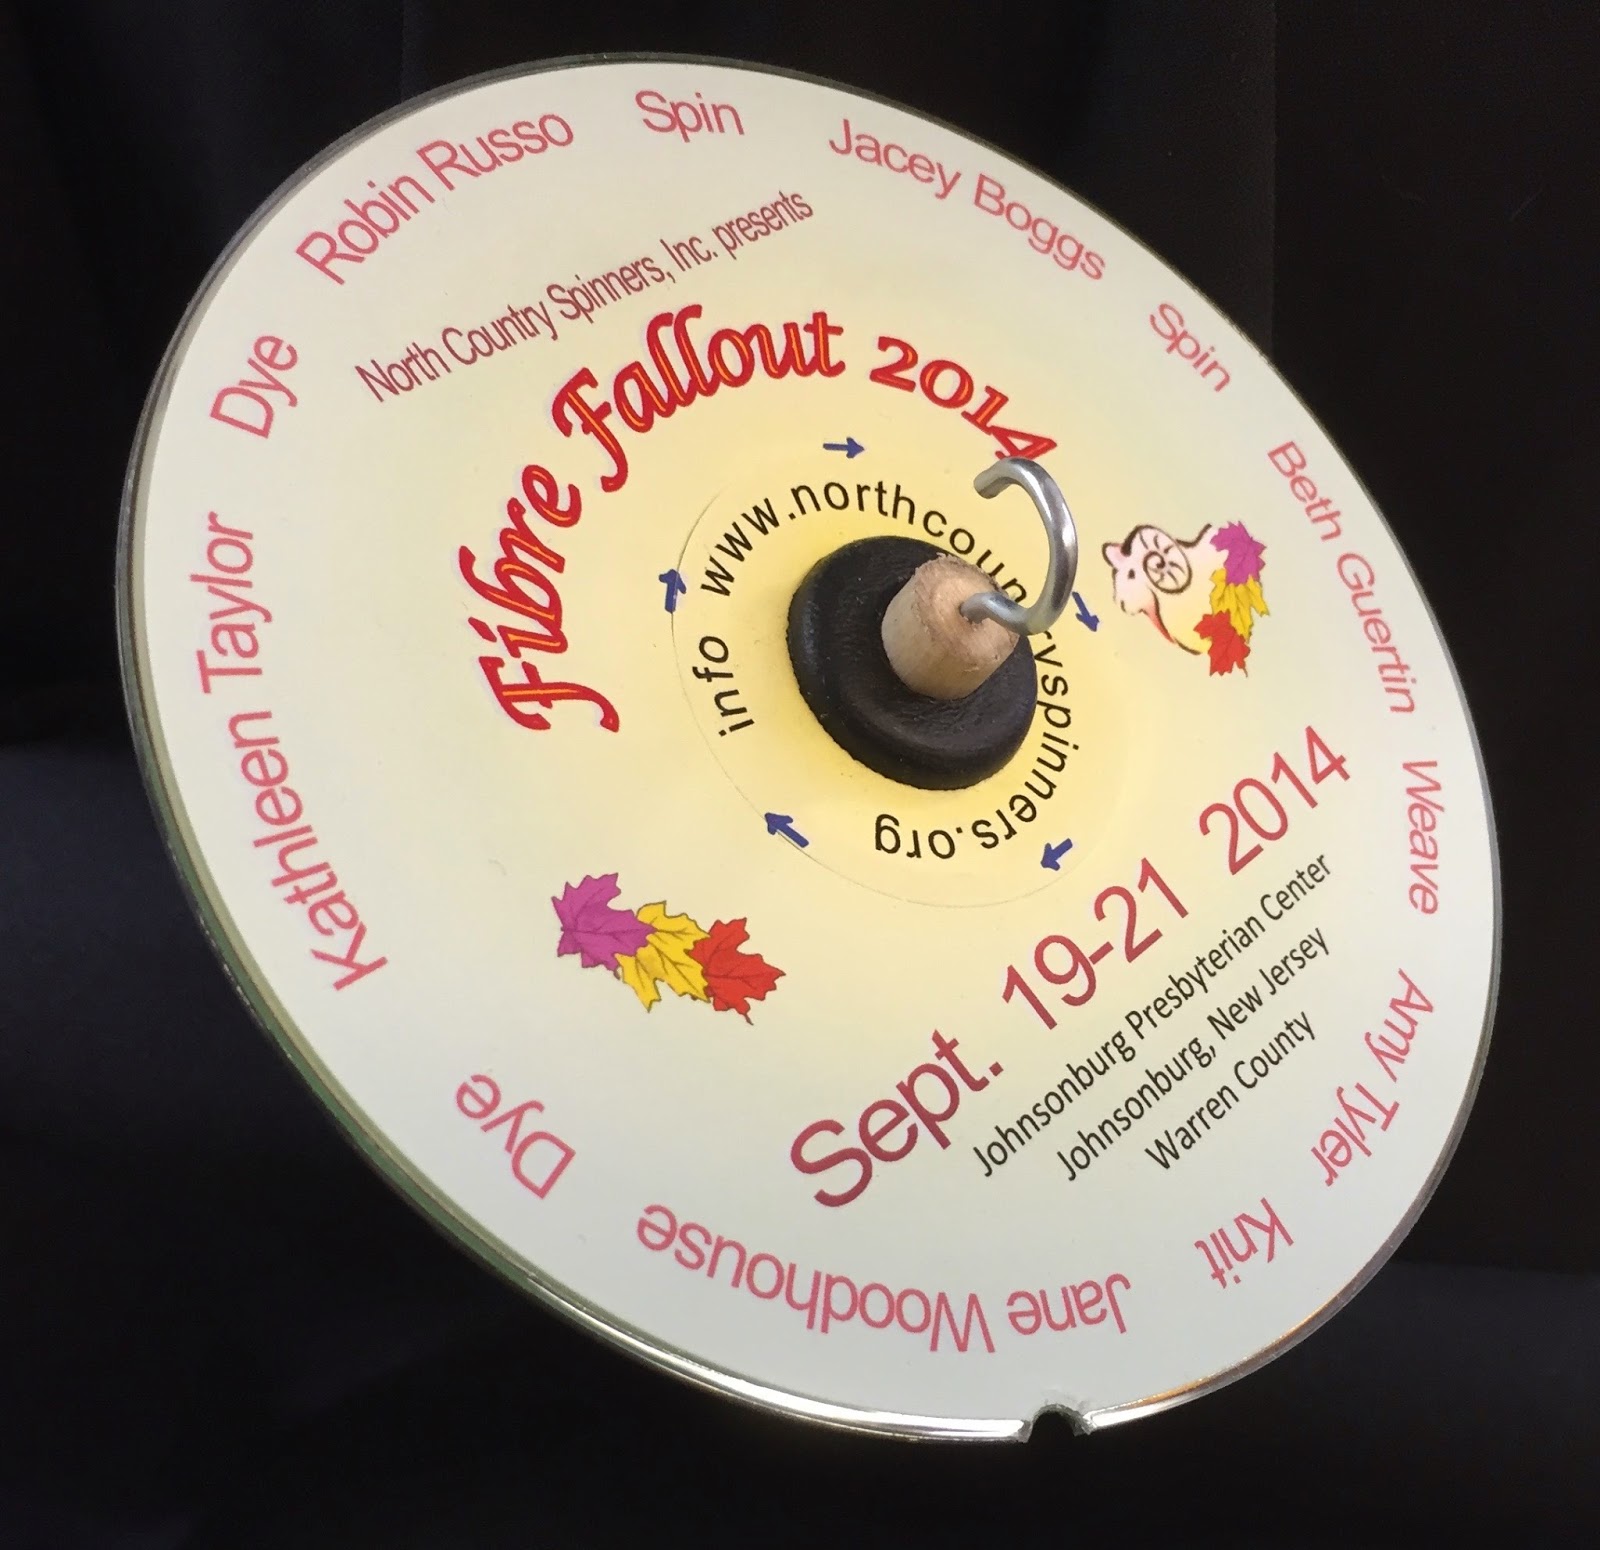 North Country Spinners, Inc. presents
Fibre Fallout 2014
info www.northcountryspinners.org
Sept. 19-21 2014
Johnsonburg Presbyterian Center
Johnsonburg, New Jersey
Warren County
Robin Russo
Spin
Jacey Boggs
Spin
Beth Guertin
Weave
Amy Tyler
Knit
Jane Woodhouse
Dye
Kathleen Taylor
Dye